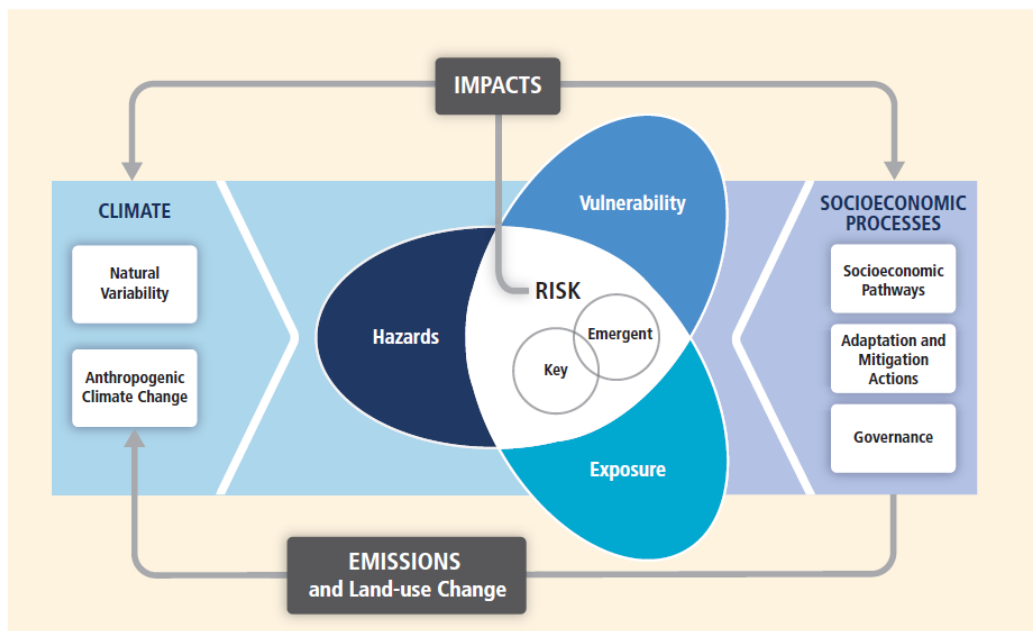 IMPACTS
CLIMATE
Natural
Variability
Anthropogenic
Climate Change
Vulnerability
Hazards
RISK
Emergent
Key
Exposure
SOCIOECONOMIC
PROCESSES
Socioeconomic
Pathways
Adaptation and
Mitigation
Actions
Governance
EMISSIONS
and Land-use Change